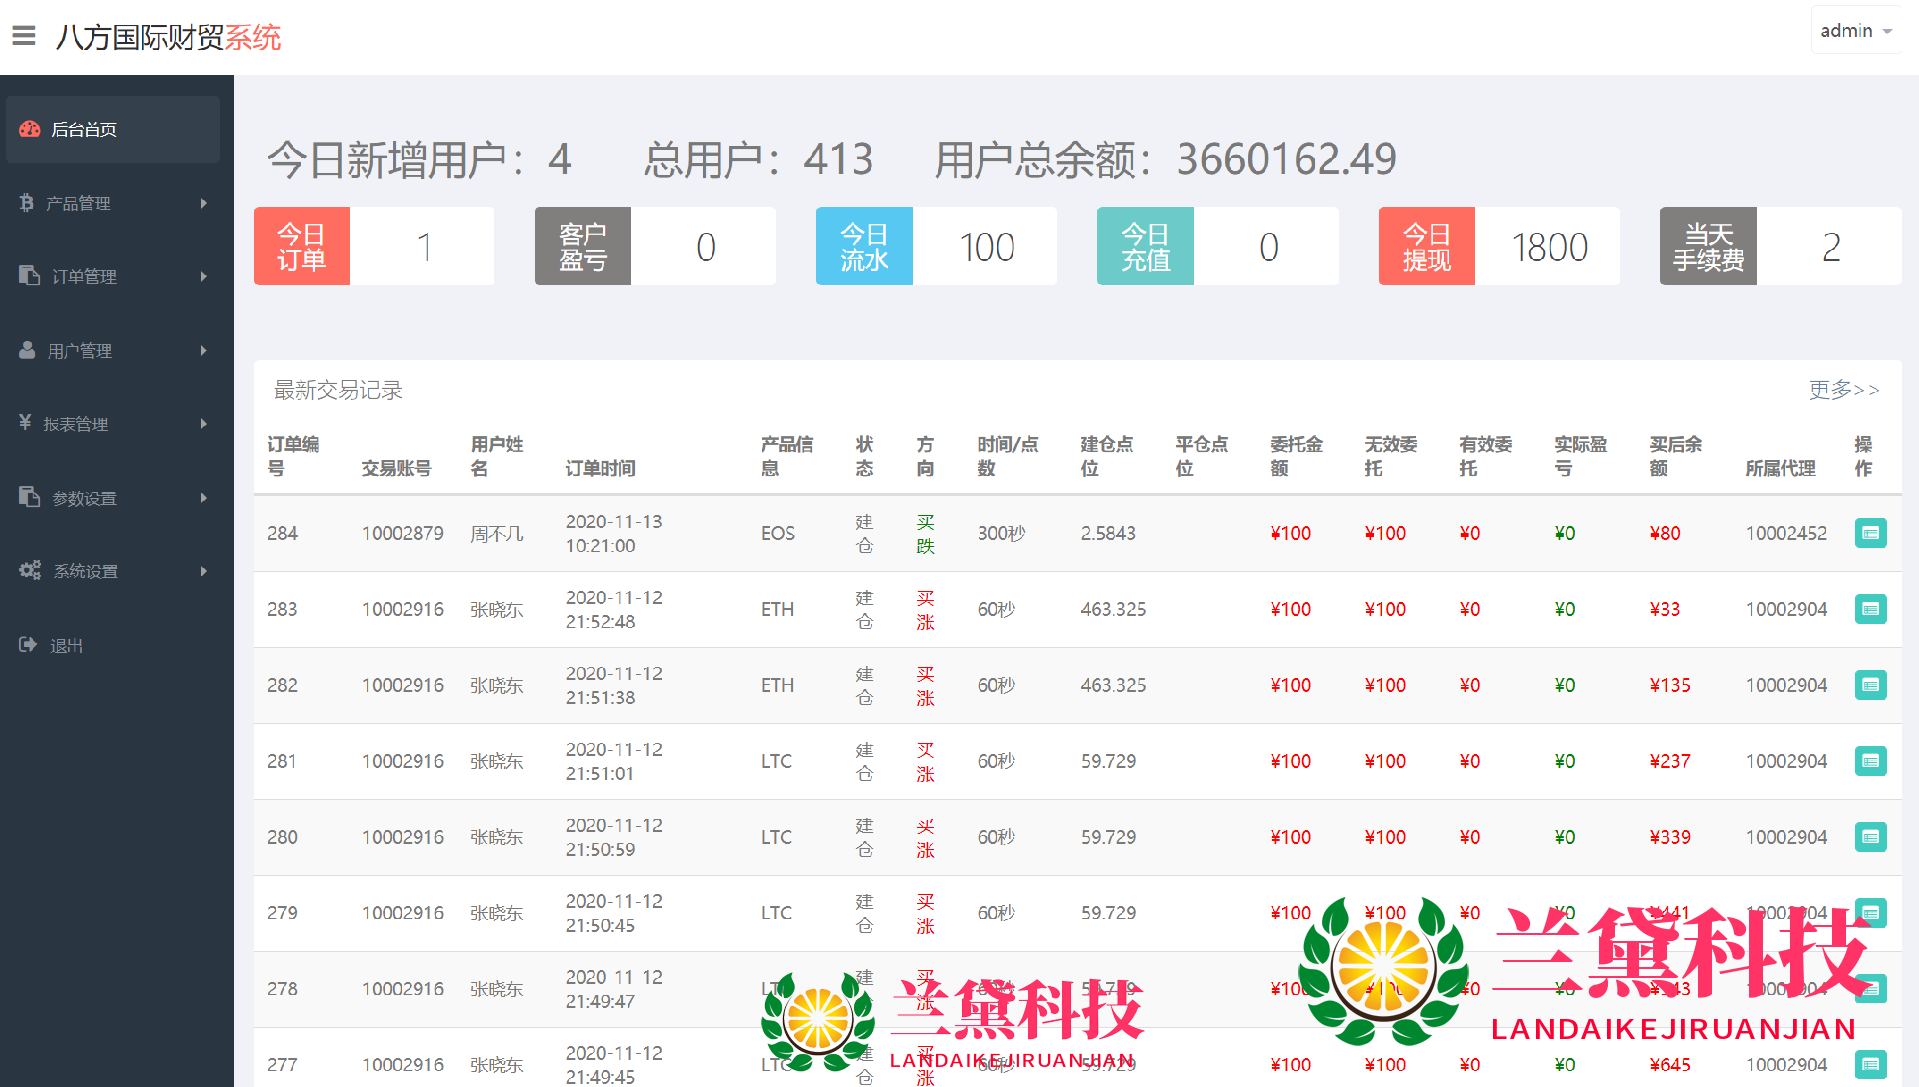 八方国际财贸系统
admin
后台首页
产品管理
订单管理
用户管理
报表管理
参数设置
系统设置
退出
今日新增用户：4 总用户：413 用户总余额：3660162.49
今日订单 1
客户盈亏 0
今日流水 100
今日充值 0
今日提现 1800
当天手续费 2
最新交易记录 更多>>
订单编号 交易账号 用户姓名 订单时间 产品信息 状态 方向 时间/点数 建仓点位 平仓点位 委托金额 无效委托 有效委托 实际盈亏 买后余额 所属代理 操作
284 10002879 周不几 2020-11-13 10:21:00 EOS 建仓 买跌 300秒 2.5843 ¥100 ¥100 ¥0 ¥0 ¥80 10002452
283 10002916 张晓东 2020-11-12 21:52:48 ETH 建仓 买涨 60秒 463.325 ¥100 ¥100 ¥0 ¥0 ¥33 10002904
282 10002916 张晓东 2020-11-12 21:51:38 ETH 建仓 买涨 60秒 463.325 ¥100 ¥100 ¥0 ¥0 ¥135 10002904
281 10002916 张晓东 2020-11-12 21:51:01 LTC 建仓 买涨 60秒 59.729 ¥100 ¥100 ¥0 ¥0 ¥237 10002904
280 10002916 张晓东 2020-11-12 21:50:59 LTC 建仓 买涨 60秒 59.729 ¥100 ¥100 ¥0 ¥0 ¥339 10002904
279 10002916 张晓东 2020-11-12 21:50:45 LTC 建仓 买涨 60秒 59.729 ¥100 ¥100 ¥0 ¥0 ¥441 10002904
278 10002916 张晓东 2020-11-12 21:49:47 建仓 买涨 60秒 59.729 ¥100 ¥100 ¥0 ¥0 10002904
277 10002916 张晓东 2020-11-12 21:49:45 LTC 建仓 买涨 60秒 59.729 ¥100 ¥100 ¥0 ¥0 ¥645 10002904
兰黛科技
LANDAIKEJIRUANJIAN
兰黛科技
LANDAIKEJIRUANJIAN